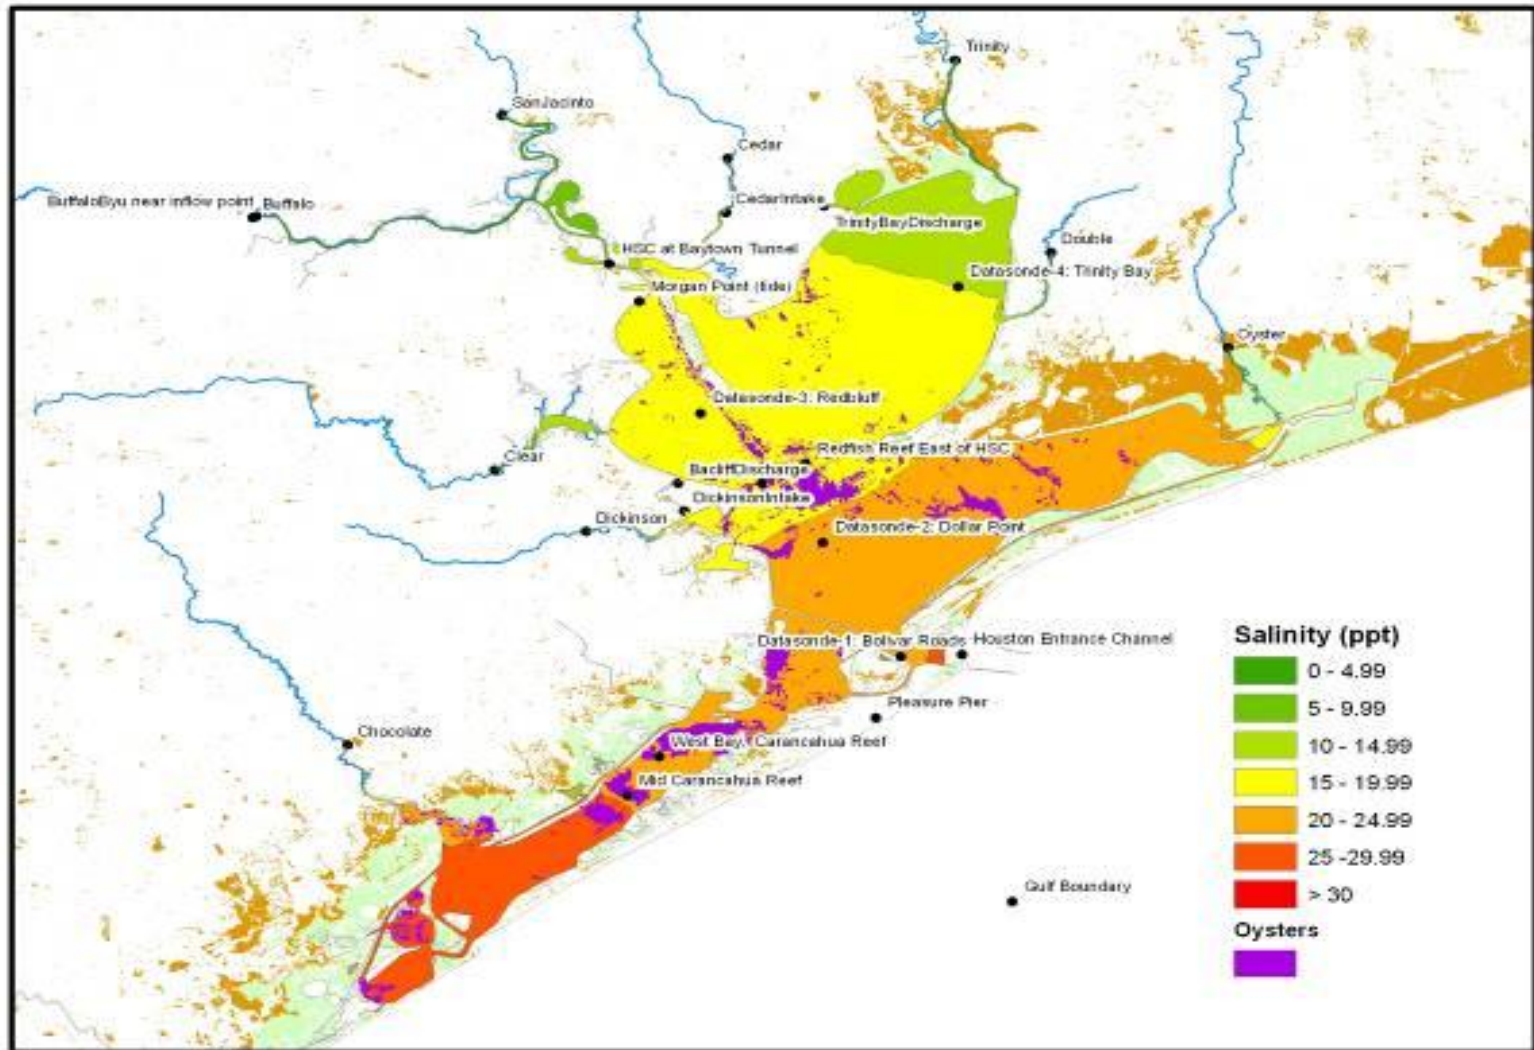 Trinity
SanJacinto
Cedar
BuffaloByu near inflow point
Buffalo
CedarIntake
TrinityBayDischarge
Double
HSC at Baytown Tunnel
Datasonde-4: Trinity Bay
Morgan Point (tide)
Oyster
Datasonde-3: Redbluff
Redfish Reef East of HSC
Clear
BacliffDischarge
DickinsonIntake
Dickinson
Datasonde-2: Dollar Point
Datasonde-1: Bolivar Roads
Houston Entrance Channel
Pleasure Pier
Chocolate
West Bay, Carancahua Reef
Mid Carancahua Reef
Gulf Boundary
Salinity (ppt)
0 - 4.99
5 - 9.99
10 - 14.99
15 - 19.99
20 - 24.99
25 -29.99
> 30
Oysters